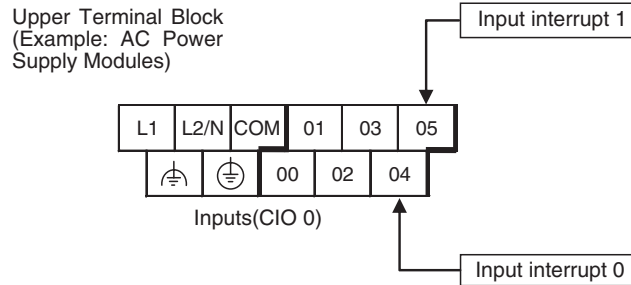 Upper Terminal Block
(Example: AC Power
Supply Modules)
Input interrupt 1
L1 L2/N COM 01 03 05
00 02 04
Inputs(CIO 0)
Input interrupt 0